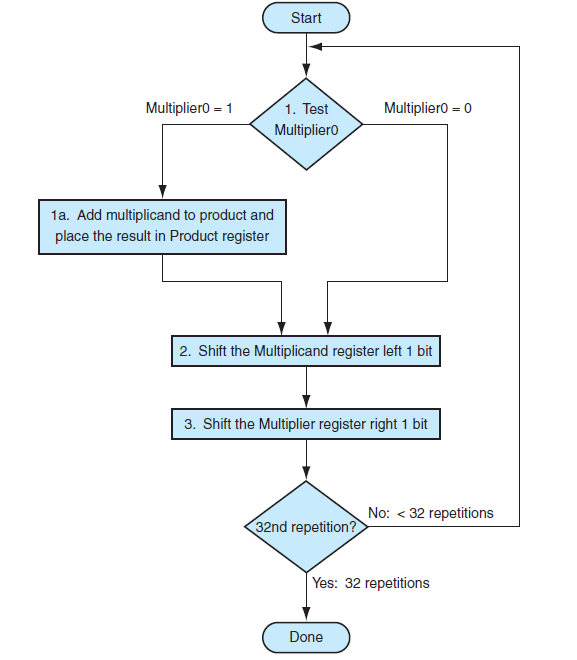 Start
Multiplier0 = 1
1. Test
Multiplier0
Multiplier0 = 0
1a. Add multiplicand to product and
place the result in Product register
2. Shift the Multiplicand register left 1 bit
3. Shift the Multiplier register right 1 bit
32nd repetition?
No: < 32 repetitions
Yes: 32 repetitions
Done